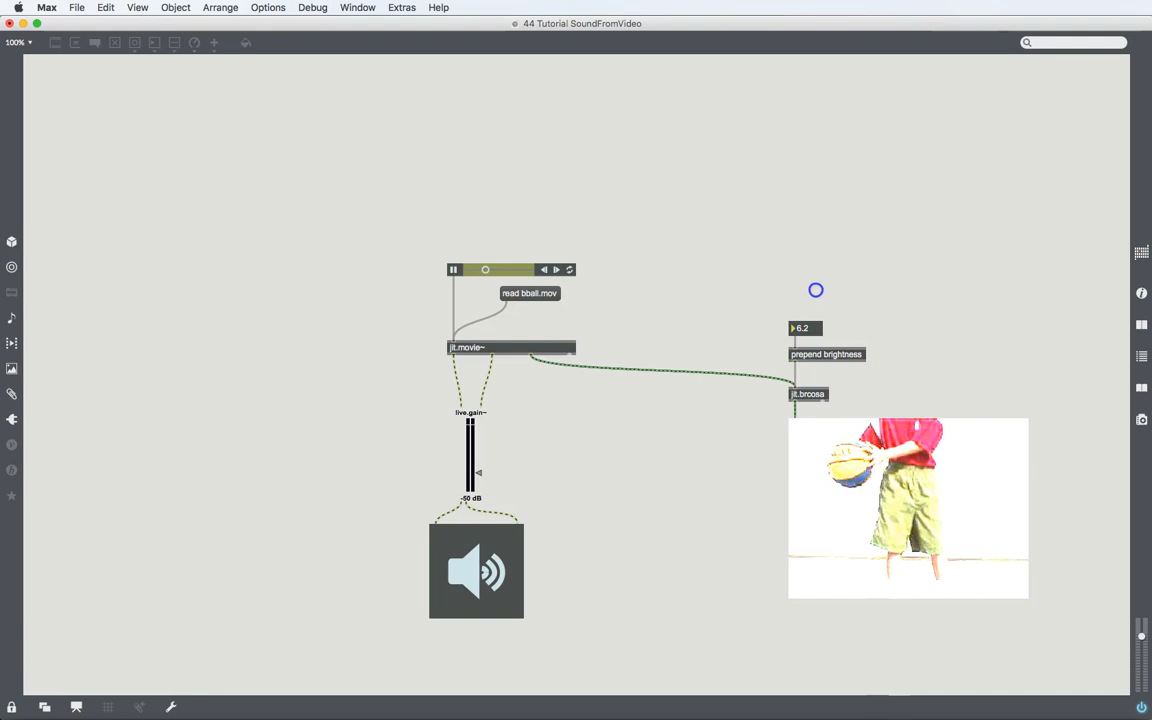 Max File Edit View Object Arrange Options Debug Window Extras Help
44 Tutorial SoundFromVideo
100%
read bball.mov
6.2
jit.movie~
prepend brightness
jit.brcosa
live.gain~
-50 dB